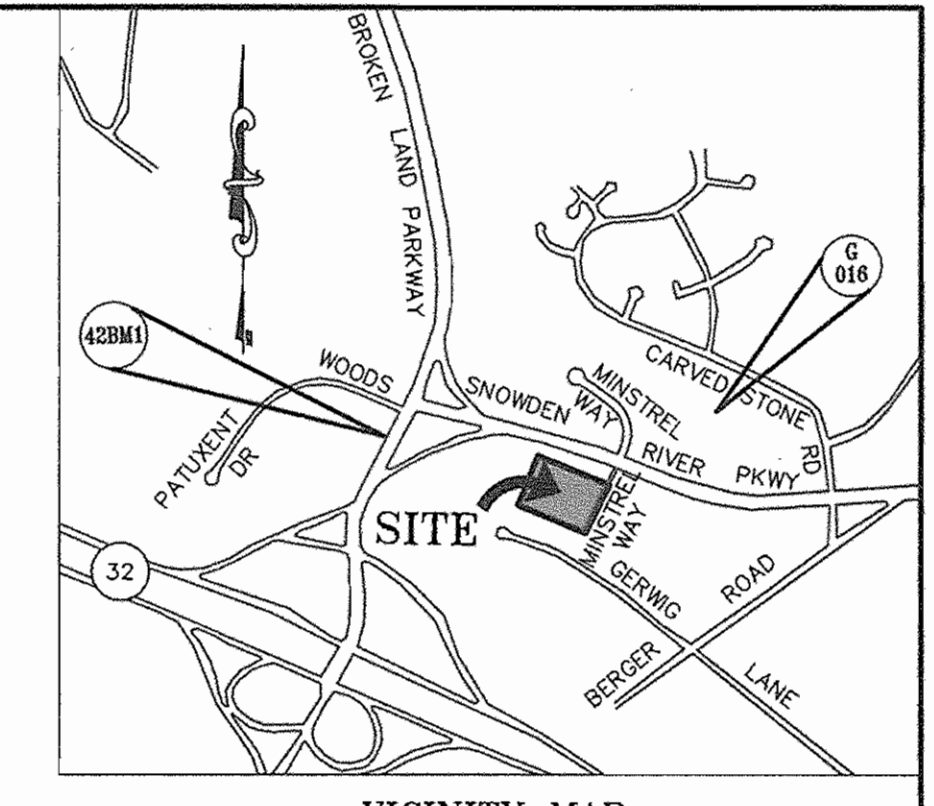 BROKEN LAND PARKWAY
G
016
42BM1
WOODS
PATUXENT
DR
SNOWDEN
RIVER
PKWY
MINSTREL
WAY
CARVED STONE
RD
SITE
MINSTREL
WAY
32
GERWIG
LANE
BERGER
ROAD
VICINITY MAP